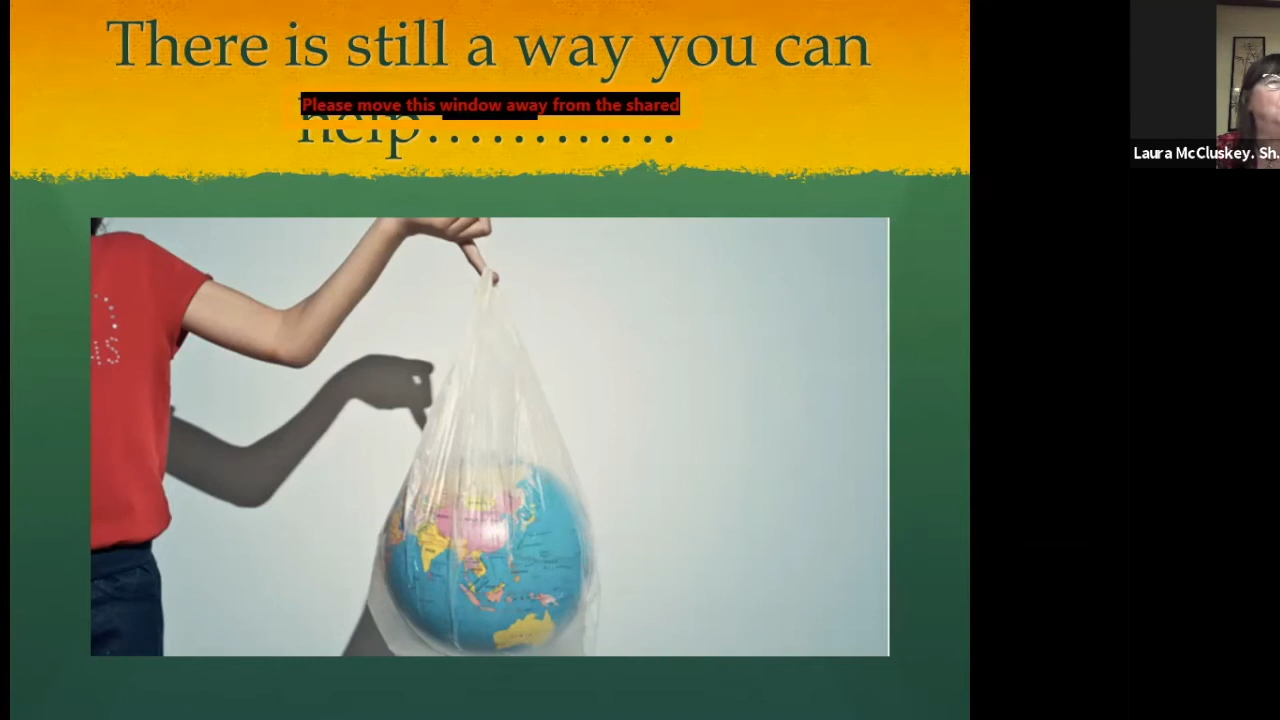 There is still a way you can
help............
Please move this window away from the shared
Laura McCluskey. Sh.